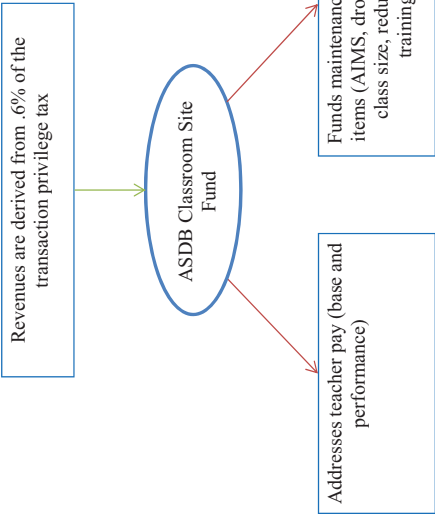 Revenues are derived from .6% of the
transaction privilege tax
ASDB Classroom Site
Fund
Addresses teacher pay (base and
performance)
Funds maintenance
items (AIMS, dro
class size, redu
training